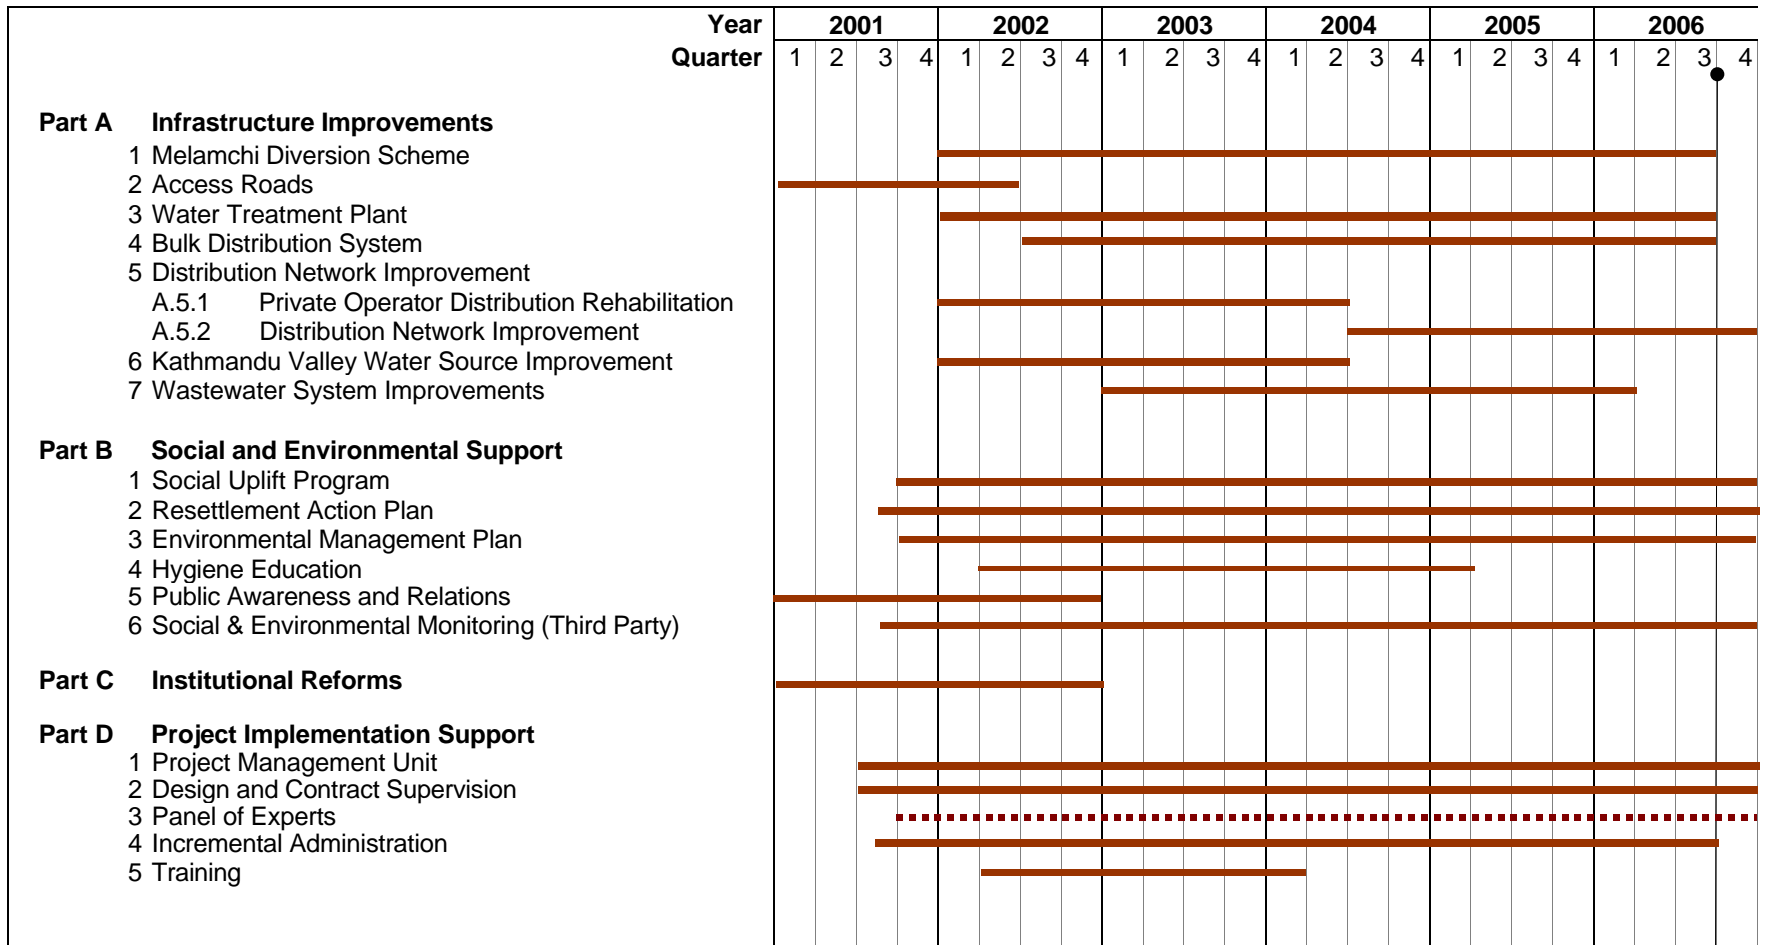 Year 2001 2002 2003 2004 2005 2006
Quarter 1 2 3 4 1 2 3 4 1 2 3 4 1 2 3 4 1 2 3 4 1 2 3 4
Part A Infrastructure Improvements
1 Melamchi Diversion Scheme
2 Access Roads
3 Water Treatment Plant
4 Bulk Distribution System
5 Distribution Network Improvement
A.5.1 Private Operator Distribution Rehabilitation
A.5.2 Distribution Network Improvement
6 Kathmandu Valley Water Source Improvement
7 Wastewater System Improvements
Part B Social and Environmental Support
1 Social Uplift Program
2 Resettlement Action Plan
3 Environmental Management Plan
4 Hygiene Education
5 Public Awareness and Relations
6 Social & Environmental Monitoring (Third Party)
Part C Institutional Reforms
Part D Project Implementation Support
1 Project Management Unit
2 Design and Contract Supervision
3 Panel of Experts
4 Incremental Administration
5 Training